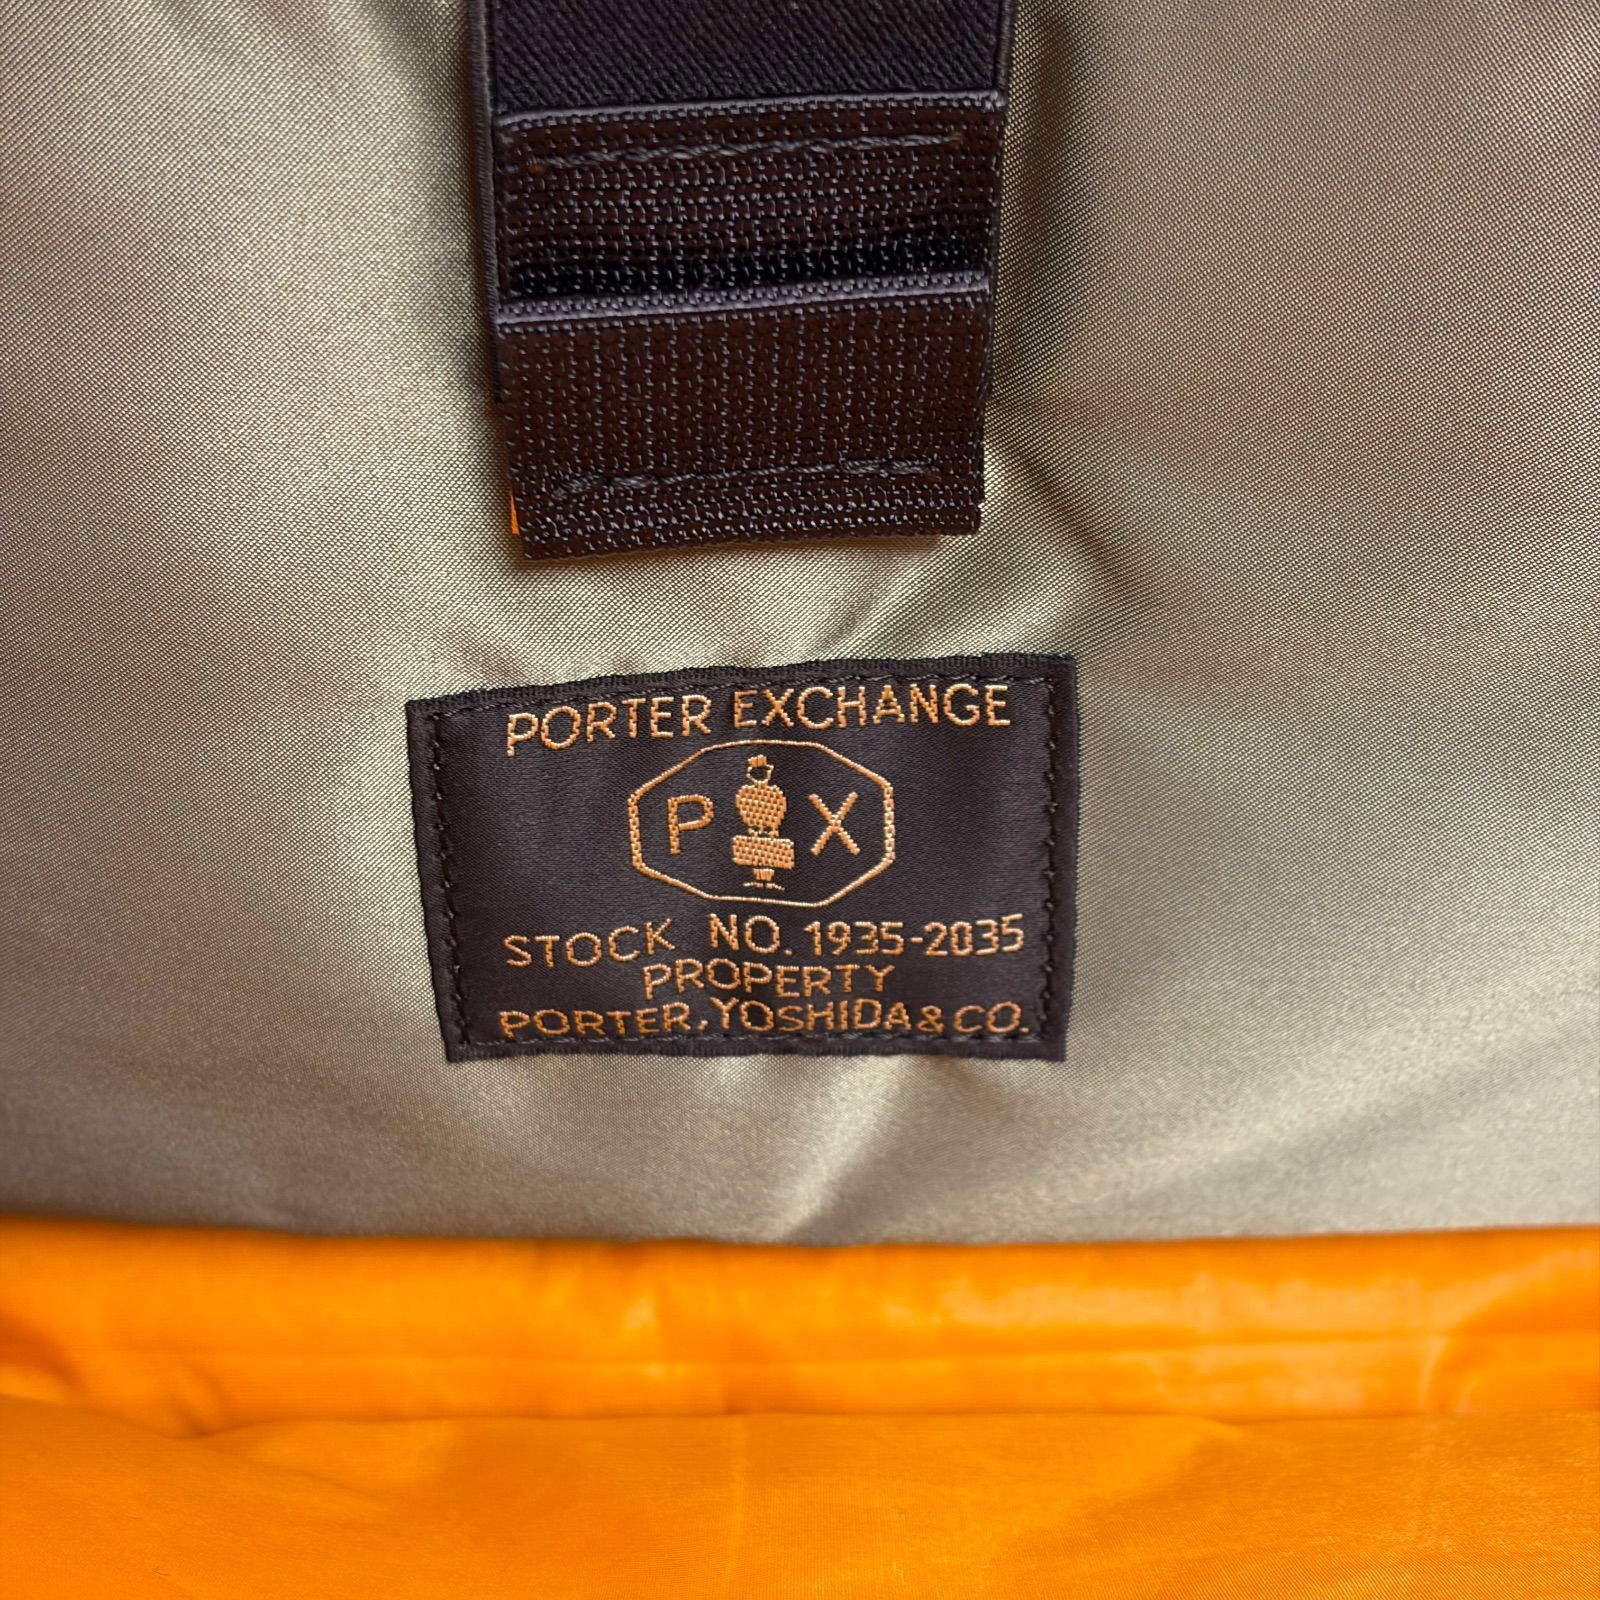 PORTER EXCHANGE
P X
STOCK NO. 1935-2035
PROPERTY
PORTER, YOSHIDA & CO.